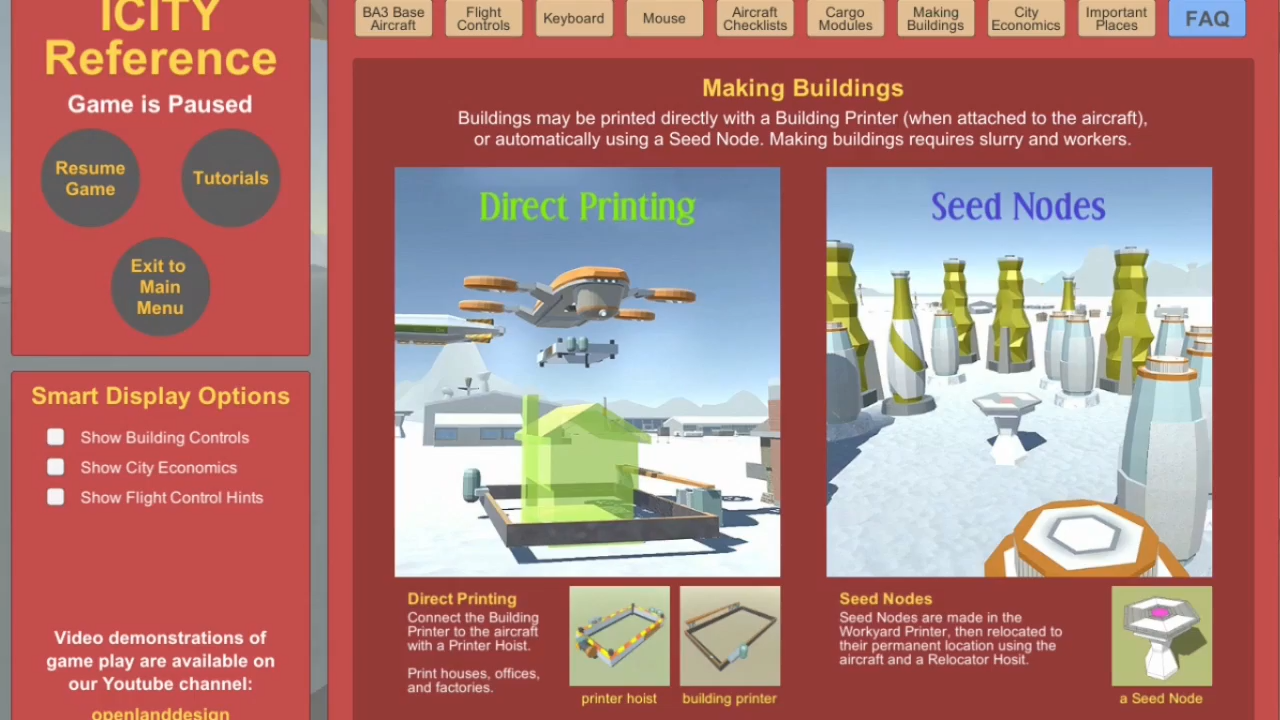 ICITY
Reference
Game is Paused
Resume
Game
Tutorials
Exit to
Main
Menu
Smart Display Options
Show Building Controls
Show City Economics
Show Flight Control Hints
Video demonstrations of
game play are available on
our Youtube channel:
openlanddesign
BA3 Base
Aircraft
Flight
Controls
Keyboard
Mouse
Aircraft
Checklists
Cargo
Modules
Making
Buildings
City
Economics
Important
Places
FAQ
Making Buildings
Buildings may be printed directly with a Building Printer (when attached to the aircraft),
or automatically using a Seed Node. Making buildings requires slurry and workers.
Direct Printing
Seed Nodes
Direct Printing
Connect the Building
Printer to the aircraft
with a Printer Hoist.
Print houses, offices,
and factories.
printer hoist
building printer
Seed Nodes
Seed Nodes are made in the
Workyard Printer, then relocated to
their permanent location using the
aircraft and a Relocator Hosit.
a Seed Node